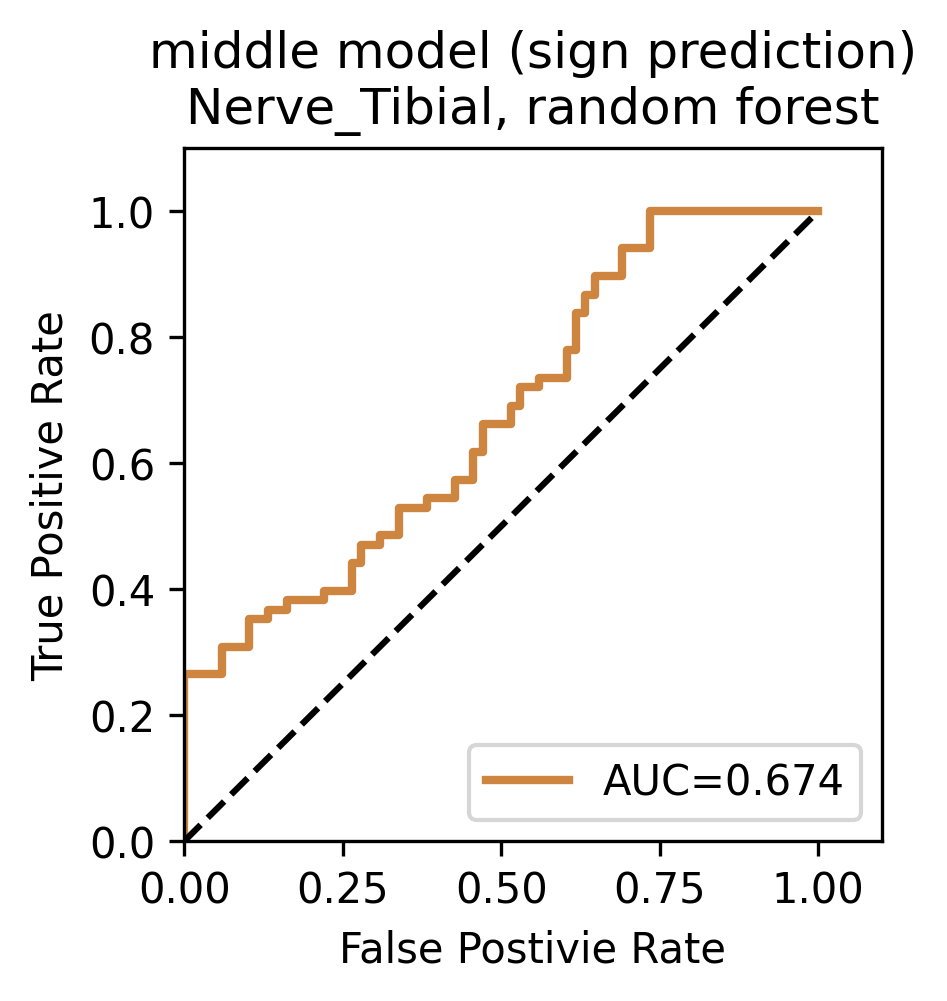 middle model (sign prediction)
Nerve_Tibial, random forest
1.0
0.8
0.6
0.4
0.2
0.0
True Positive Rate
AUC=0.674
0.00 0.25 0.50 0.75 1.00
False Postivie Rate